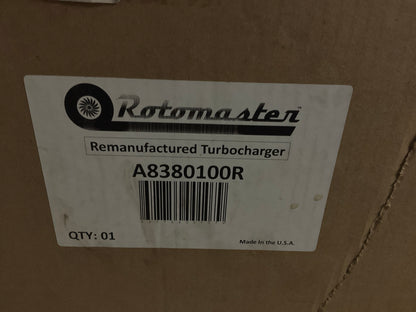 Rotomaster
Remanufactured Turbocharger
A8380100R
QTY: 01
Made in the U.S.A.